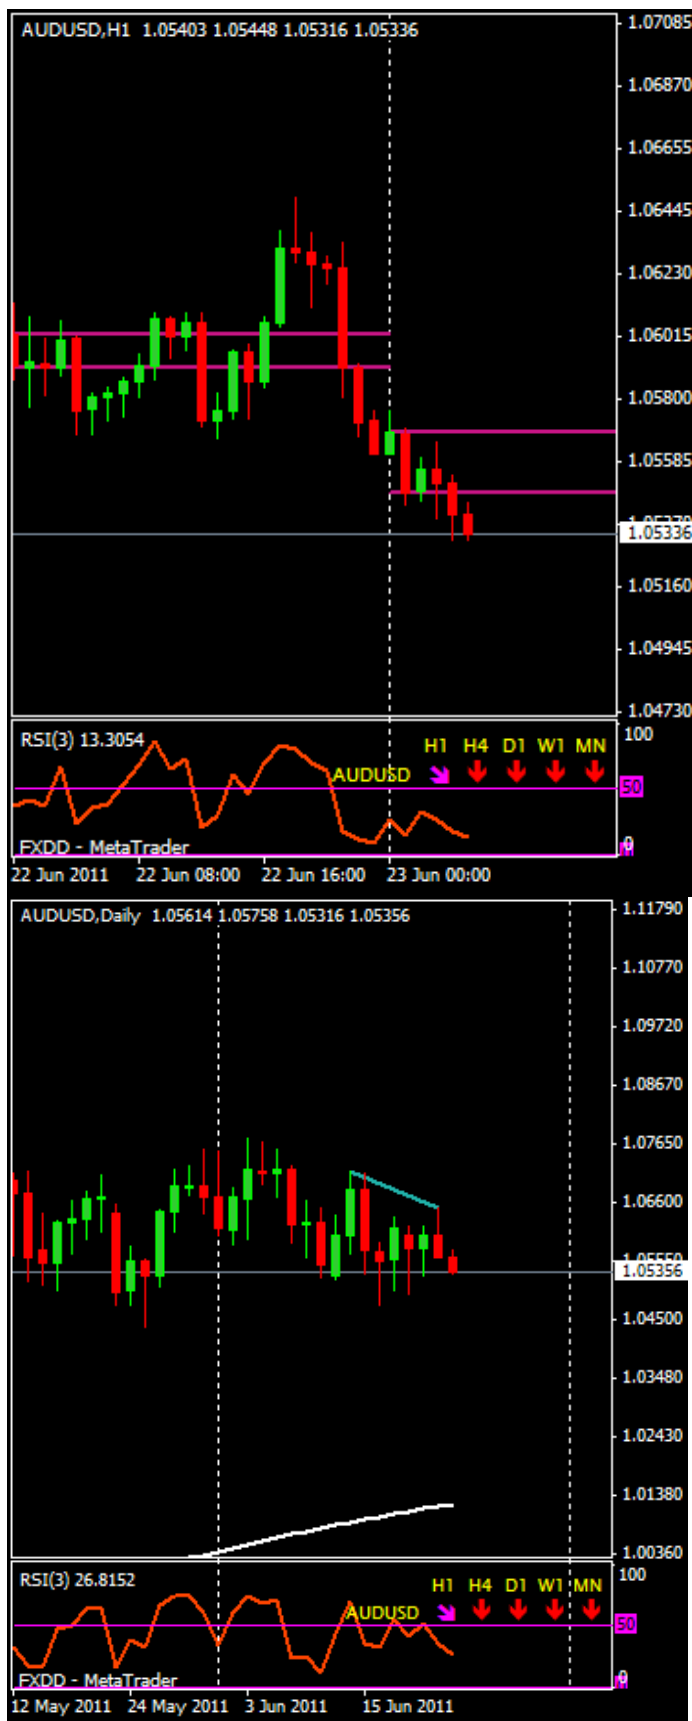 AUDUSD,H1 1.05403 1.05448 1.05316 1.05336
1.07085
1.06870
1.06655
1.06445
1.06230
1.06015
1.05800
1.05585
1.05336
1.05160
1.04945
1.04730
RSI(3) 13.3054
100
H1 H4 D1 W1 MN
AUDUSD
50
0
FXDD - MetaTrader
22 Jun 2011 22 Jun 08:00 22 Jun 16:00 23 Jun 00:00
AUDUSD,Daily 1.05614 1.05758 1.05316 1.05356
1.11790
1.10770
1.09720
1.08670
1.07650
1.06600
1.05356
1.04500
1.03480
1.02430
1.01380
1.00360
RSI(3) 26.8152
100
H1 H4 D1 W1 MN
AUDUSD
50
0
FXDD - MetaTrader
12 May 2011 24 May 2011 3 Jun 2011 15 Jun 2011